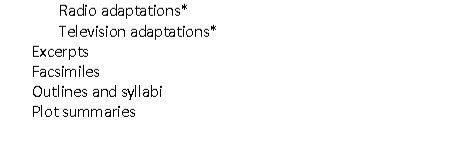 Radio adaptations*
Television adaptations*
Excerpts
Facsimiles
Outlines and syllabi
Plot summaries